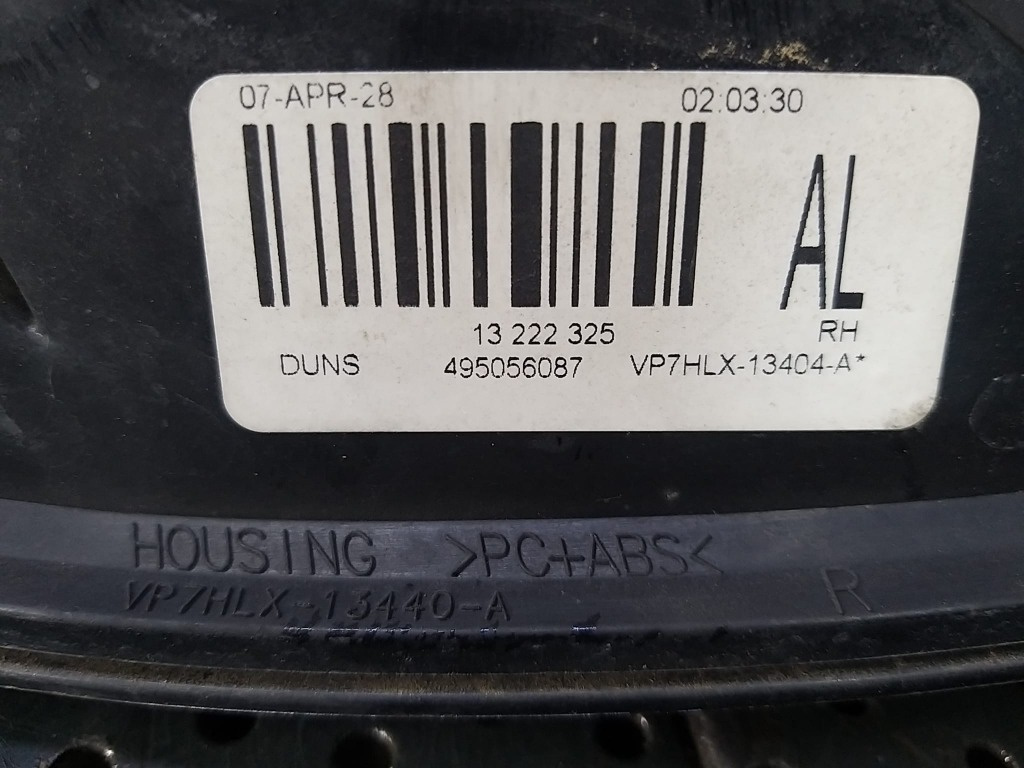 07-APR-28 02:03:30
AL
13 222 325 RH
DUNS 495056087 VP7HLX-13404-A*
HOUSING >PC+ABS<
VP7HLX-13440-A R